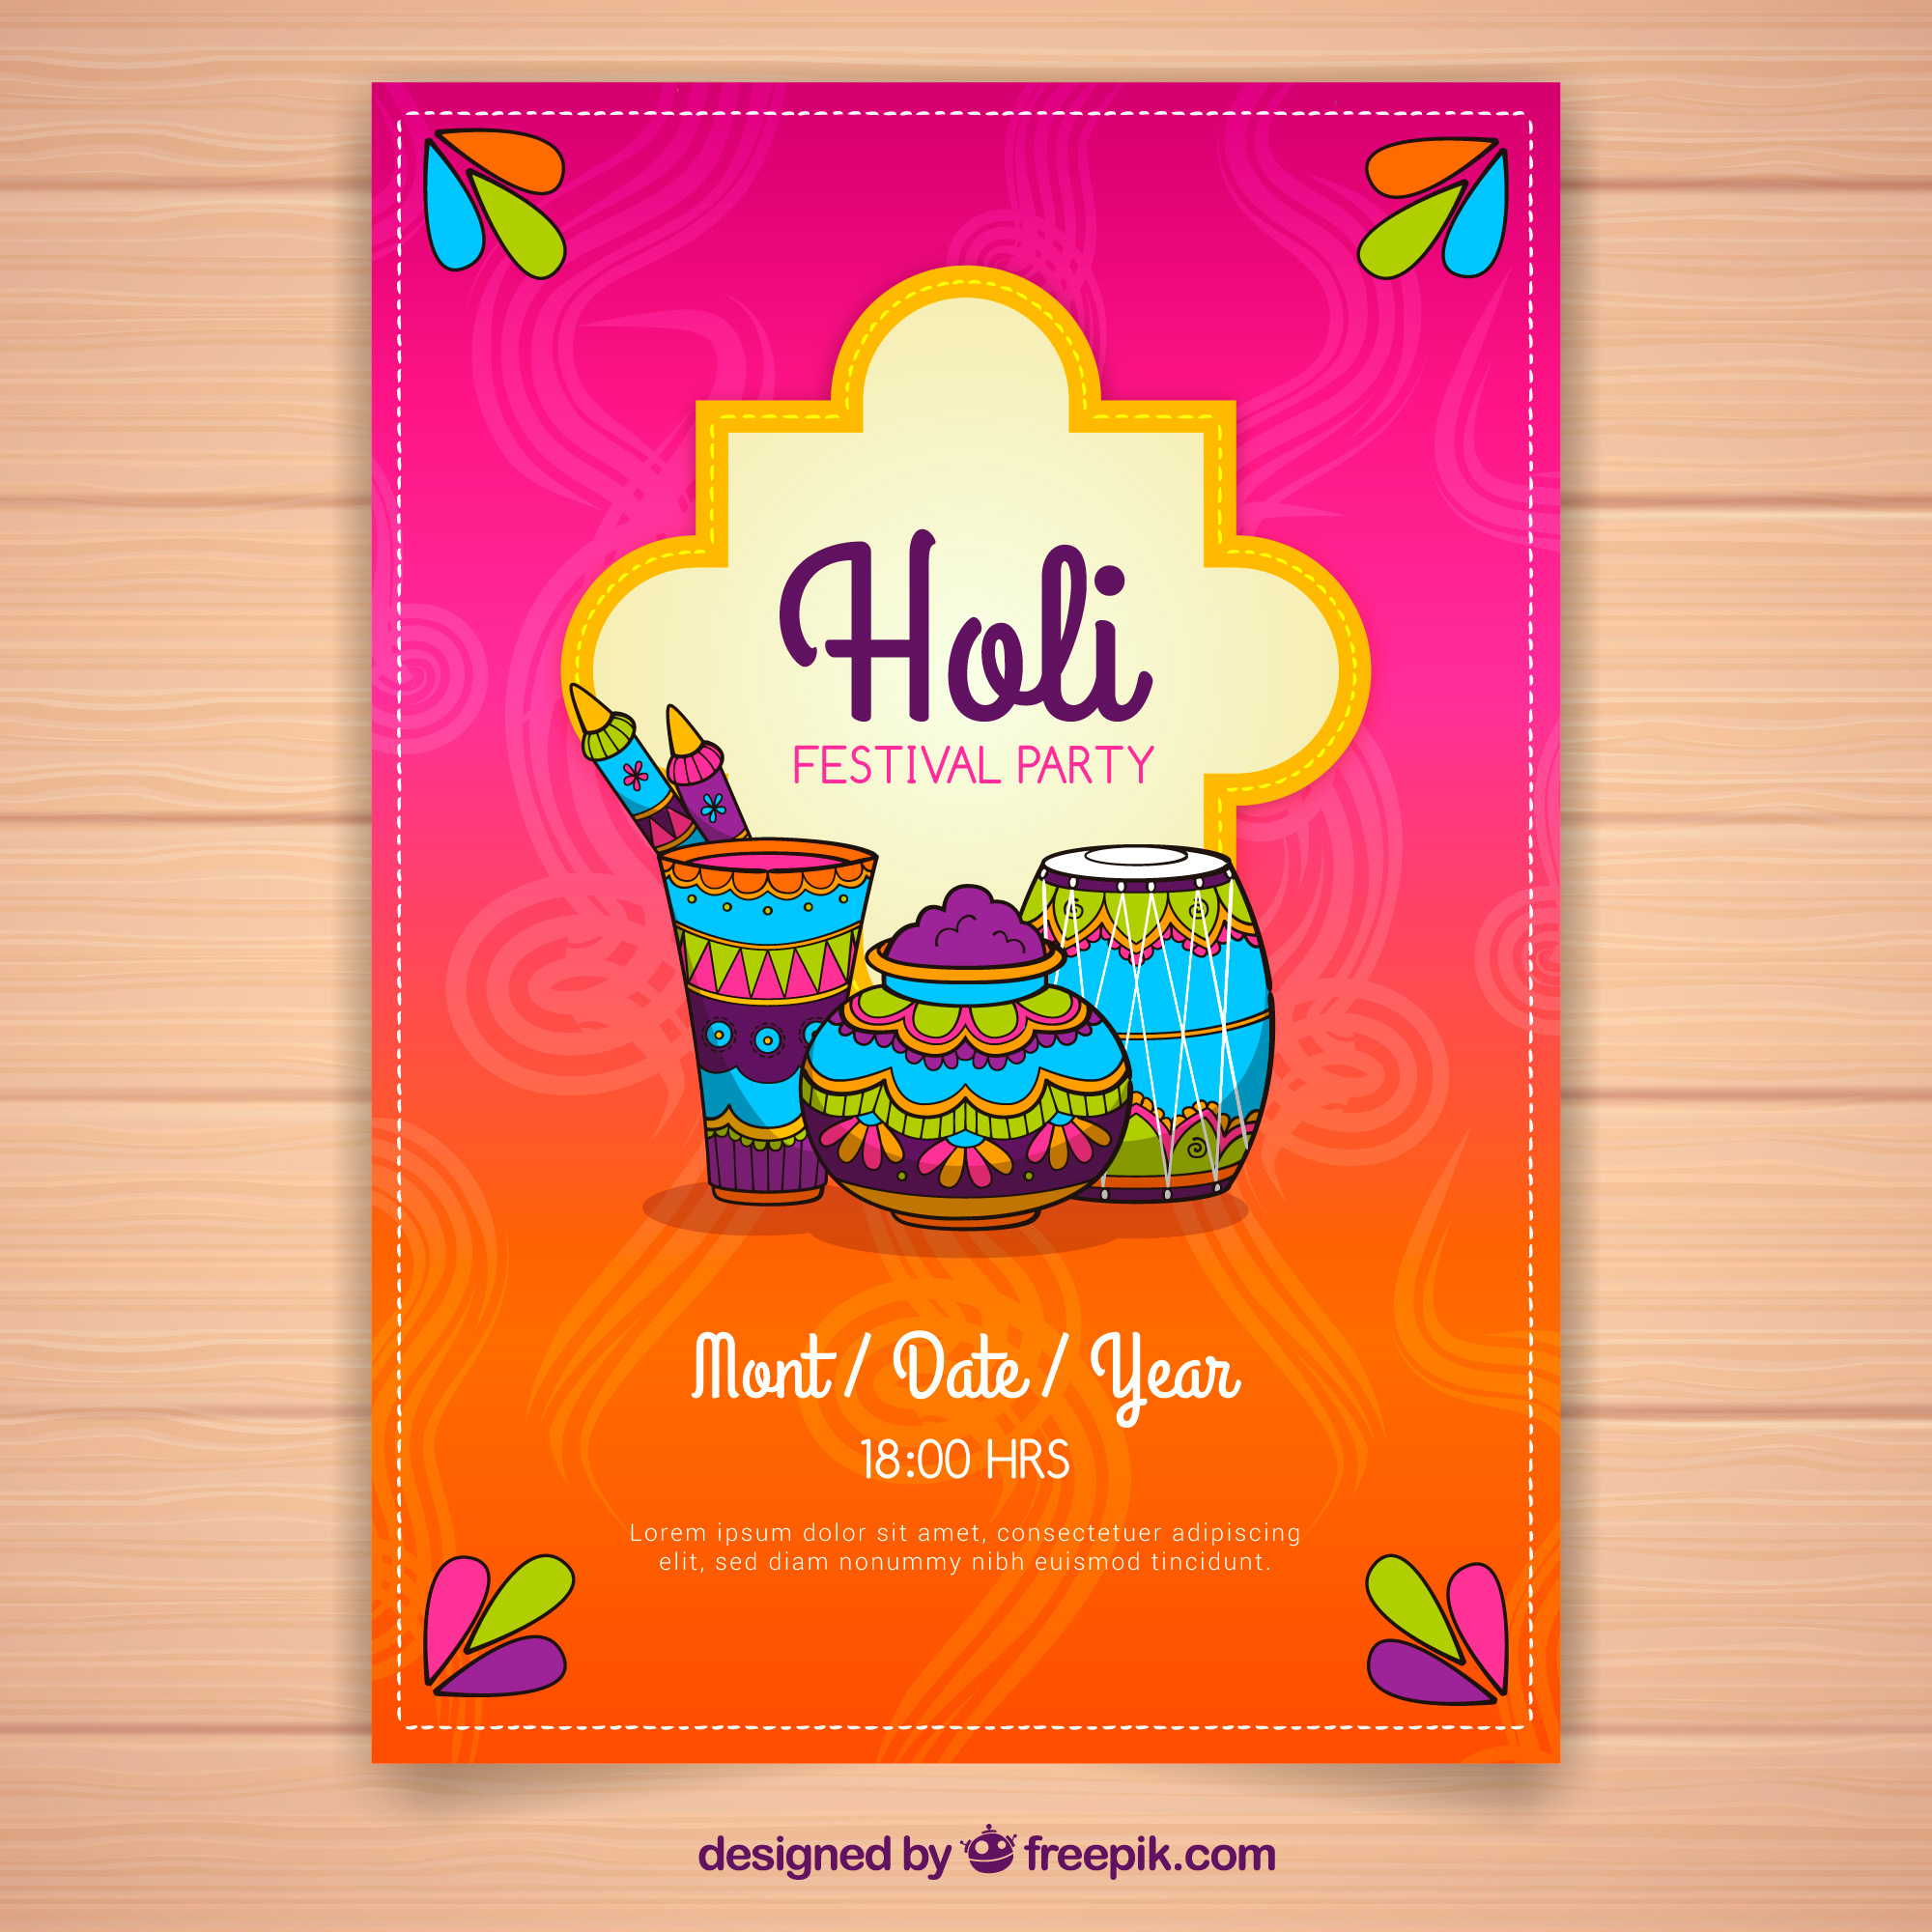 Holi
FESTIVAL PARTY
Mont / Date / Year
18:00 HRS
Lorem ipsum dolor sit amet, consectetuer adipiscing
elit, sed diam nonummy nibh euismod tincidunt.
designed by freepik.com